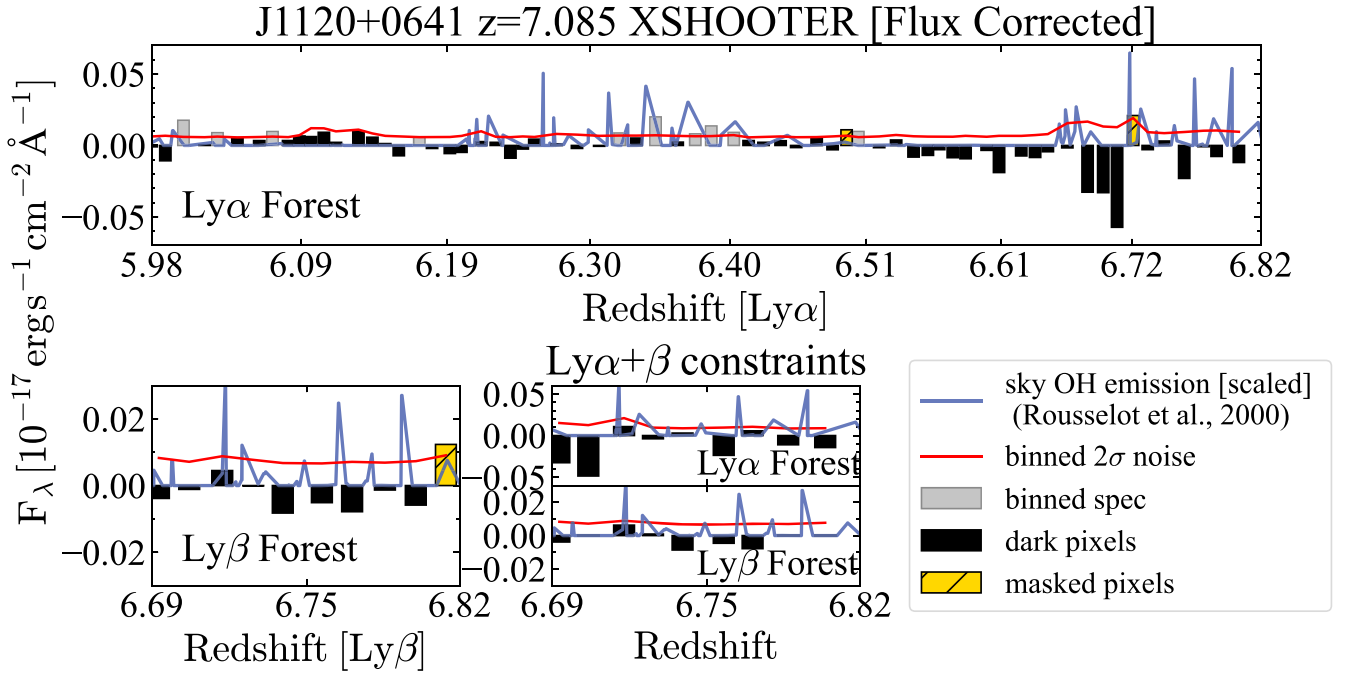 J1120+0641 z=7.085 XSHOOTER [Flux Corrected]
F_λ [10⁻¹⁷ ergs⁻¹ cm⁻² Å⁻¹]
0.05
0.00
−0.05
Lyα Forest
5.98 6.09 6.19 6.30 6.40 6.51 6.61 6.72 6.82
Redshift [Lyα]
0.02
0.00
−0.02
Lyβ Forest
6.69 6.75 6.82
Redshift [Lyβ]
Lyα+β constraints
0.05
0.00
−0.05
Lyα Forest
0.02
0.00
−0.02
Lyβ Forest
6.69 6.75 6.82
Redshift
sky OH emission [scaled]
(Rousselot et al., 2000)
binned 2σ noise
binned spec
dark pixels
masked pixels